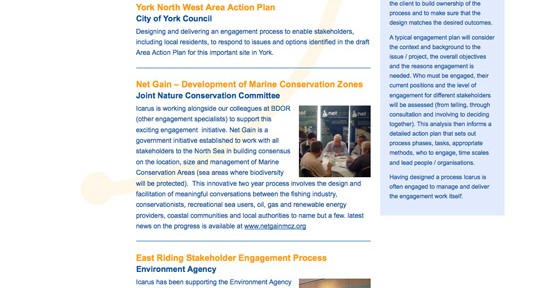 York North West Area Action Plan
City of York Council
Designing and delivering an engagement process to enable stakeholders,
including local residents, to respond to issues and options identified in the draft
Area Action Plan for this important site in York.
Net Gain – Development of Marine Conservation Zones
Joint Nature Conservation Committee
Icarus is working alongside our colleagues at BDOR
(other engagement specialists) to support this
exciting engagement initiative. Net Gain is a
government initiative established to work with all
stakeholders to the North Sea in building consensus
on the location, size and management of Marine
Conservation Areas (sea areas where biodiversity
will be protected). This innovative two year process involves the design and
facilitation of meaningful conversations between the fishing industry,
conservationists, recreational sea users, oil, gas and renewable energy
providers, coastal communities and local authorities to name but a few. latest
news on the progress is available at www.netgainmcz.org
East Riding Stakeholder Engagement Process
Environment Agency
Icarus has been supporting the Environment Agency
the client to build ownership of the
process and to make sure that the
design matches the desired outcomes.
A typical engagement plan will consider
the context and background to the
issue / project, the overall objectives
and the reasons engagement is
needed. Who must be engaged, their
current positions and the level of
engagement for different stakeholders
will be assessed (from telling, through
consultation and involving to deciding
together). This analysis then informs a
detailed action plan that sets out
process phases, tasks, appropriate
methods, who to engage, time scales
and lead people / organisations.
Having designed a process Icarus is
often engaged to manage and deliver
the engagement work itself.